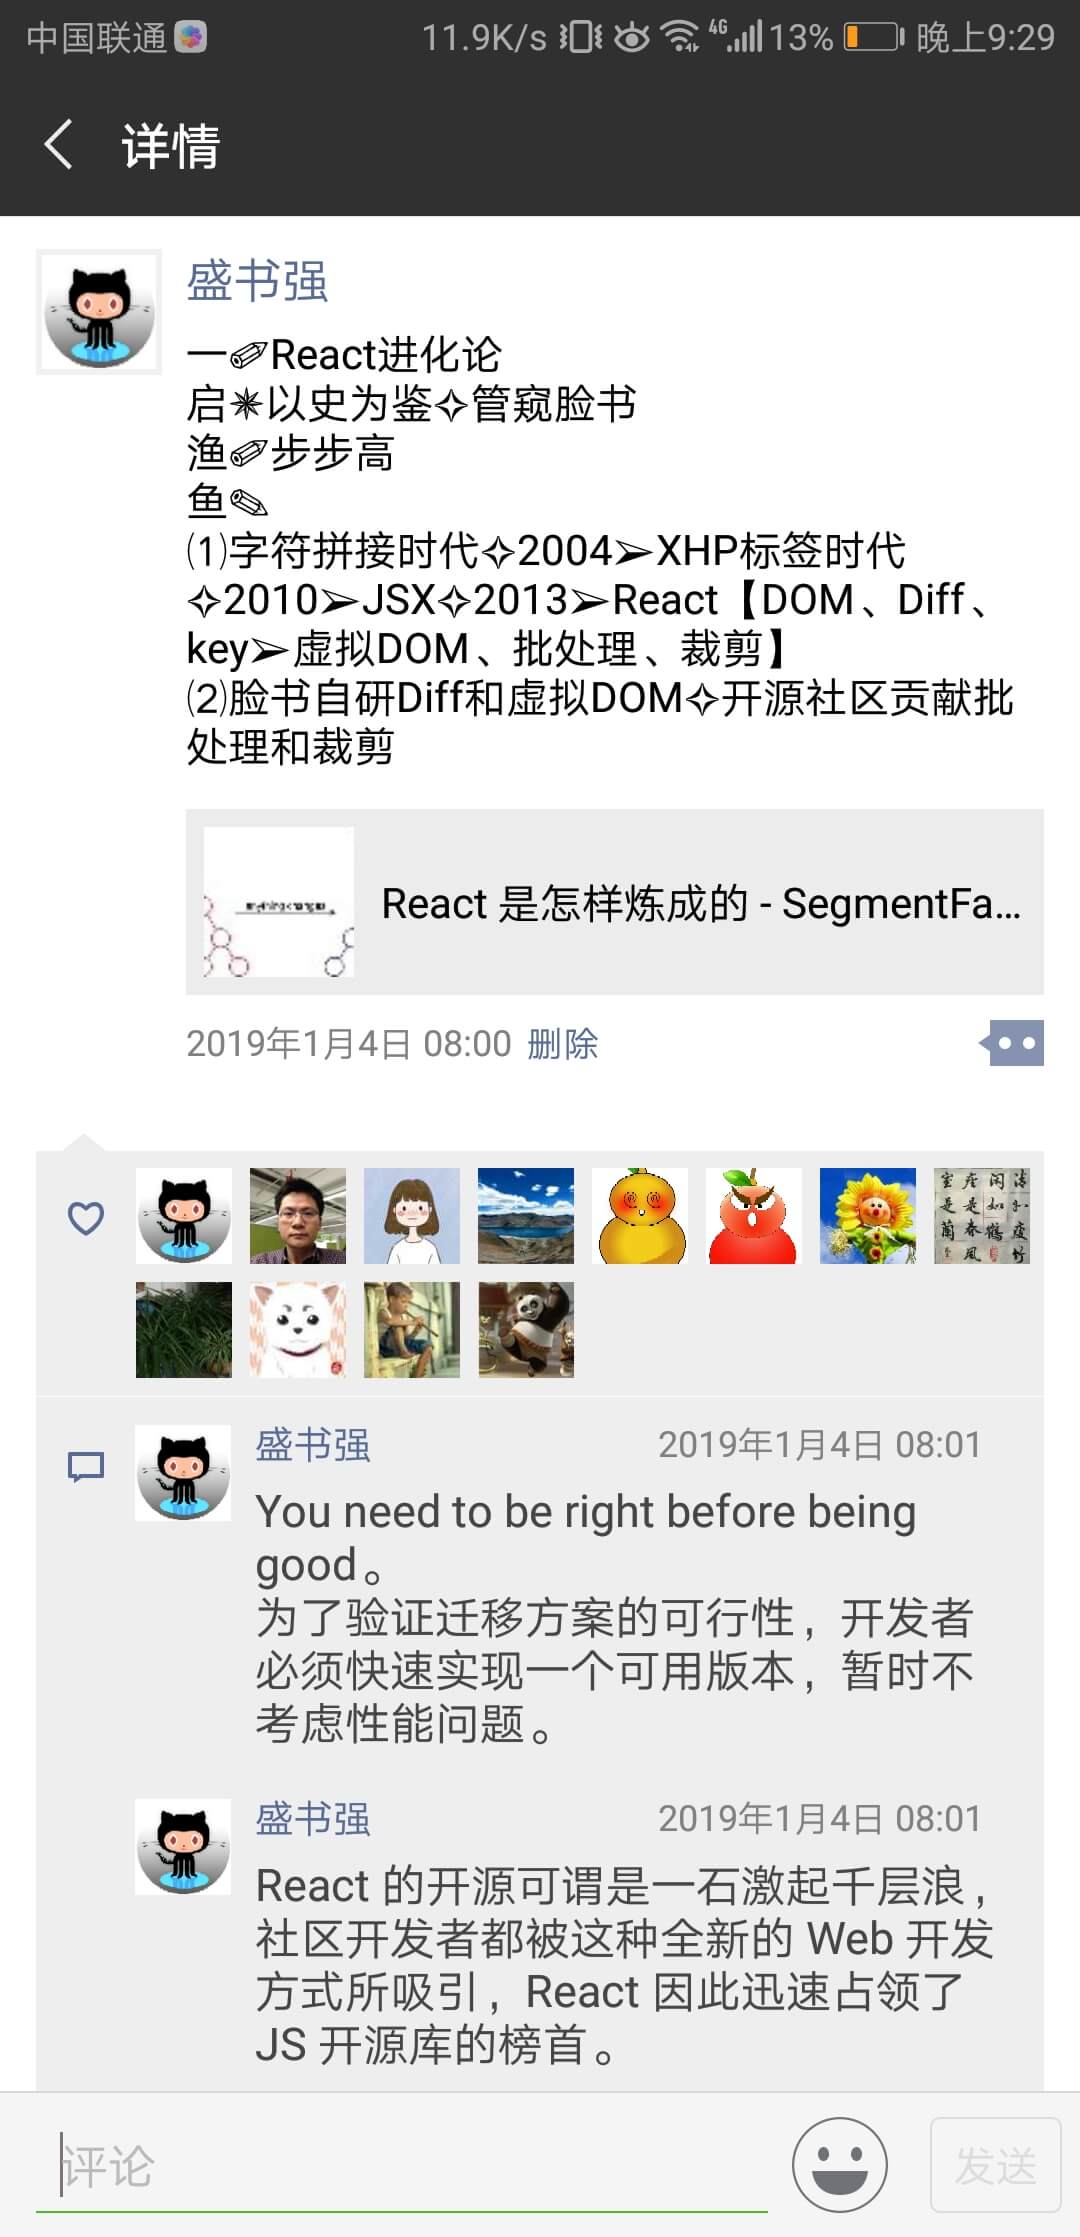 中国联通 11.9K/s 4G 13% 晚上9:29
详情
盛书强
一✐React进化论
启✷以史为鉴✧管窥脸书
渔✐步步高
鱼✎
⑴字符拼接时代✧2004➢XHP标签时代
✧2010➢JSX✧2013➢React【DOM、Diff、
key➢虚拟DOM、批处理、裁剪】
⑵脸书自研Diff和虚拟DOM✧开源社区贡献批
处理和裁剪
anything changes
React 是怎样炼成的 - SegmentFa...
2019年1月4日 08:00 删除
盛书强 2019年1月4日 08:01
You need to be right before being
good。
为了验证迁移方案的可行性，开发者
必须快速实现一个可用版本，暂时不
考虑性能问题。
盛书强 2019年1月4日 08:01
React 的开源可谓是一石激起千层浪，
社区开发者都被这种全新的 Web 开发
方式所吸引，React 因此迅速占领了
JS 开源库的榜首。
评论 发送